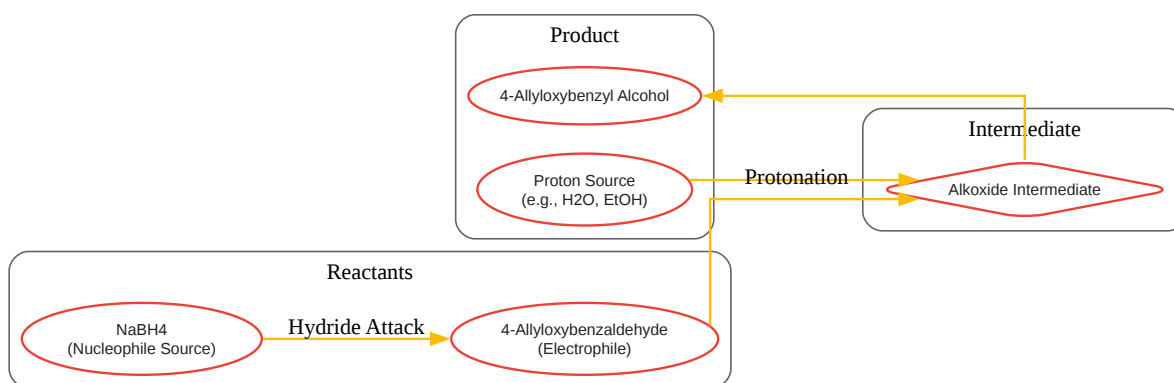 Product
4-Allyloxybenzyl Alcohol
Intermediate
Proton Source
(e.g., H2O, EtOH)
Protonation
Alkoxide Intermediate
Reactants
NaBH4
(Nucleophile Source)
Hydride Attack
4-Allyloxybenzaldehyde
(Electrophile)